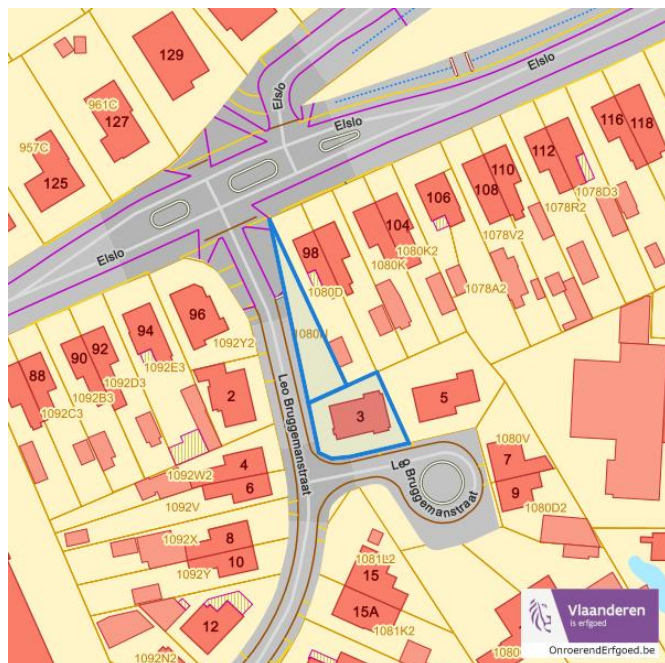 129
961C
127
957C
125
Elslo
Elslo
Elslo
Elslo
116
118
112
1078D3
110
108
1078R2
106
104
1078V2
98
1080K2
1080K
1078A2
1080D
96
94
1092Y2
92
90
1092E3
88
1092D3
1092B3
1092C3
2
Leo Bruggemanstraat
3
5
1080V
7
9
1080D2
Leo Bruggemanstraat
1092W2
4
6
1092V
1092X
8
1092Y
10
1081L2
15
15A
1081K2
12
1092N2
Vlaanderen
is erfgoed
OnroerendErfgoed.be